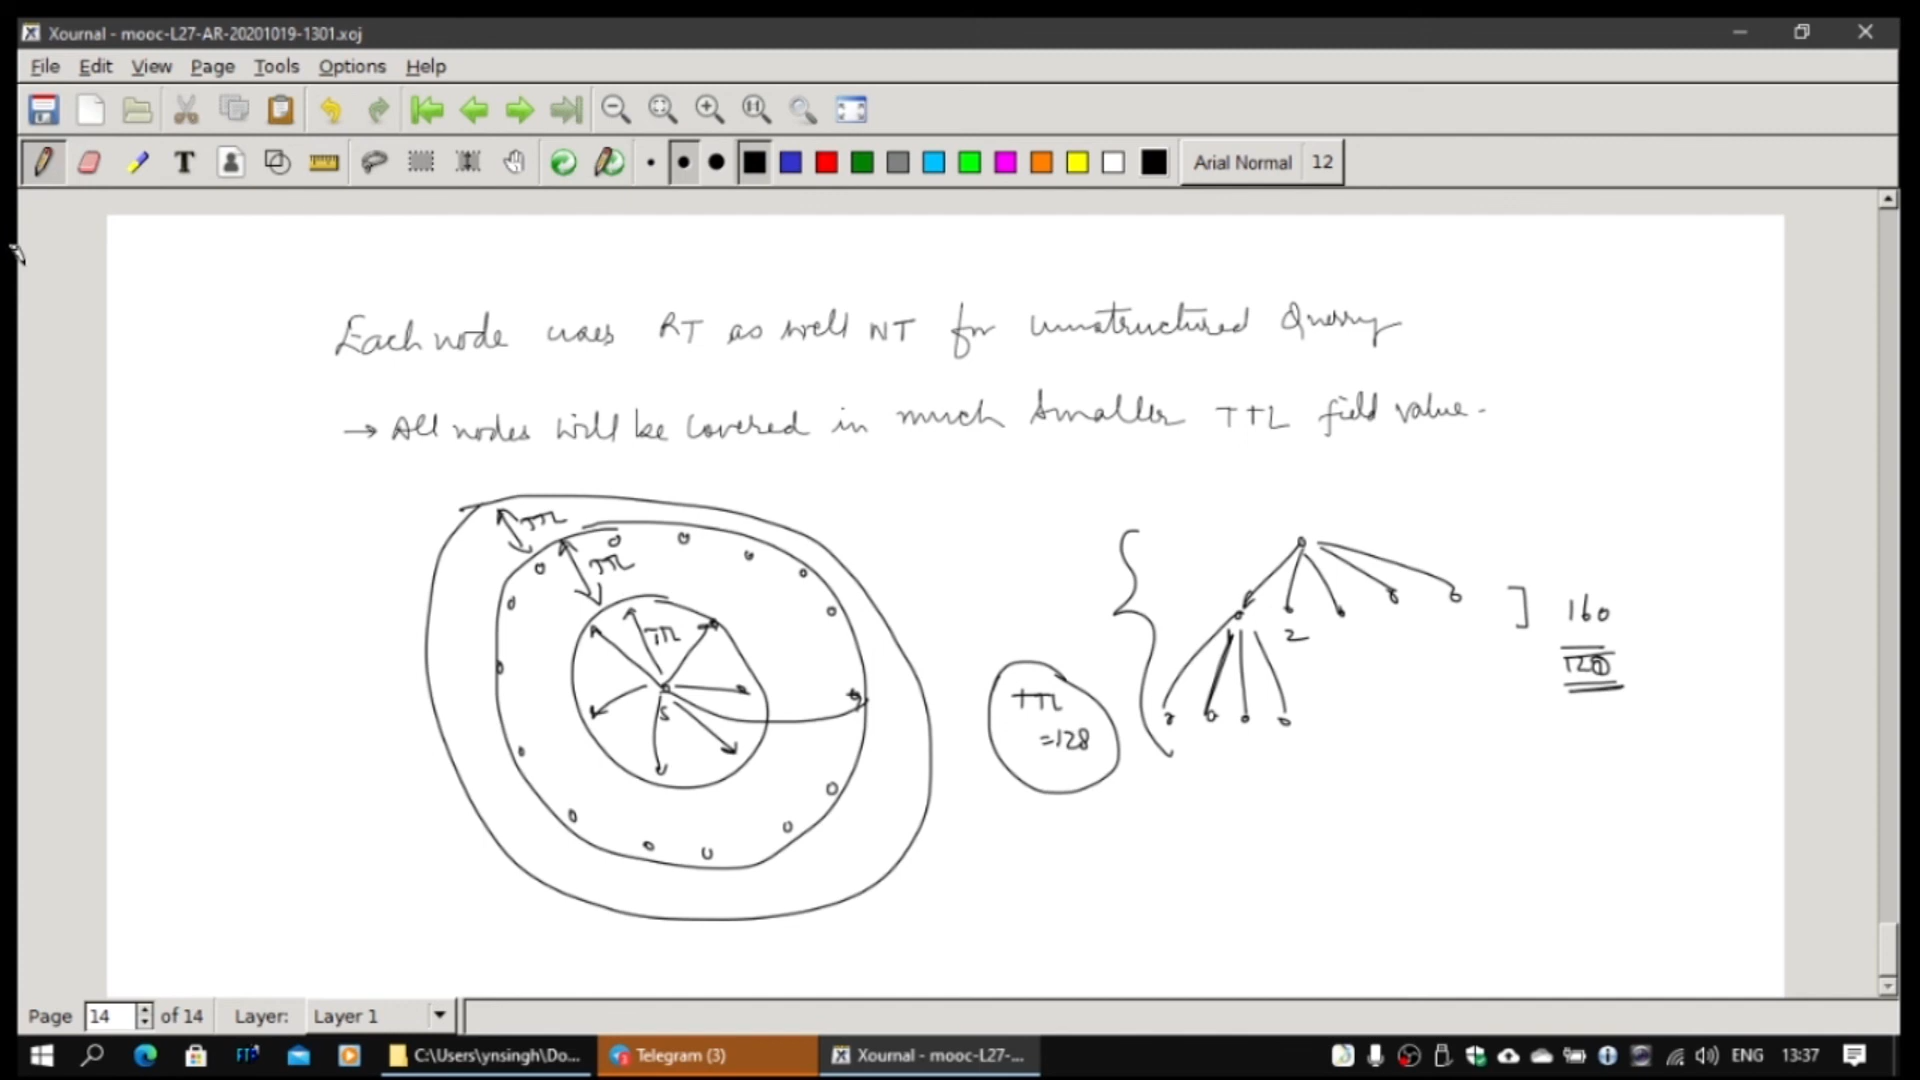 Xournal - mooc-L27-AR-20201019-1301.xoj
File Edit View Page Tools Options Help
Arial Normal 12
Each node uses RT as well NT for unstructured Query
→ All nodes will be covered in much smaller TTL field value.
TTL
TTL
TTL
S
TTL
=128
2
] 160
Page 14 of 14 Layer: Layer 1
C:\Users\ynsingh\Do... Telegram (3) Xournal - mooc-L27-... ENG 13:37